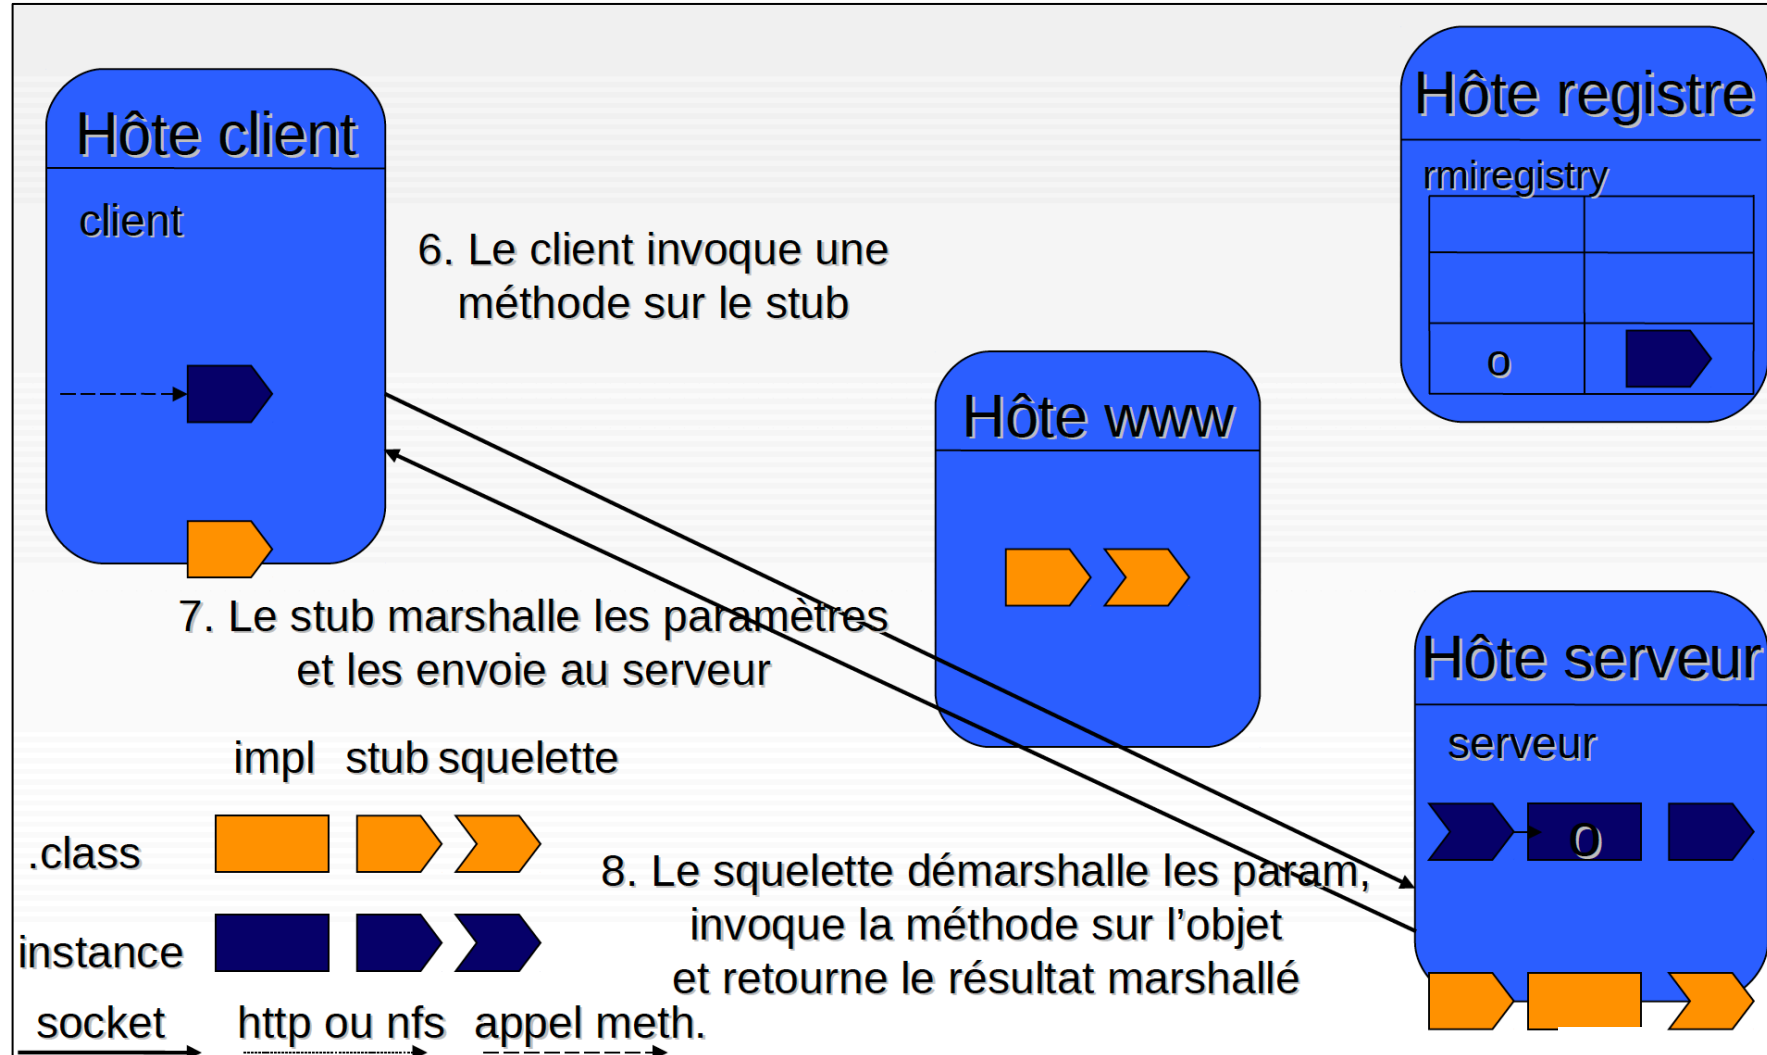 Hôte client
client
6. Le client invoque une
méthode sur le stub
Hôte registre
rmiregistry
o
Hôte www
7. Le stub marshalle les paramètres
et les envoie au serveur
Hôte serveur
serveur
o
impl stub squelette
.class
instance
8. Le squelette démarshalle les param,
invoque la méthode sur l’objet
et retourne le résultat marshallé
socket http ou nfs appel meth.